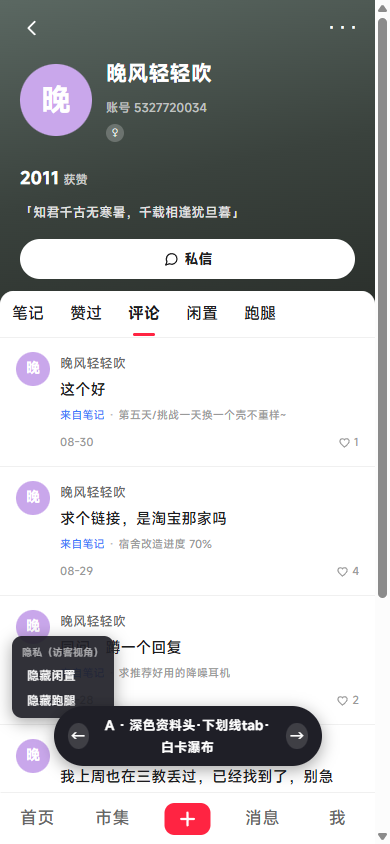 晚
晚风轻轻吹
账号 5327720034
2011 获赞
「知君千古无寒暑，千载相逢犹旦暮」
私信
笔记 赞过 评论 闲置 跑腿
晚
晚风轻轻吹
这个好
来自笔记 · 第五天/挑战一天换一个壳不重样~
08-30
1
晚
晚风轻轻吹
求个链接，是淘宝那家吗
来自笔记 · 宿舍改造进度 70%
08-29
4
晚
晚风轻轻吹
蹲一个回复
笔记 · 求推荐好用的降噪耳机
2
隐私（访客视角）
隐藏闲置
隐藏跑腿
← A · 深色资料头·下划线tab· →
白卡瀑布
晚
我上周也在三教丢过，已经找到了，别急
首页 市集 + 消息 我